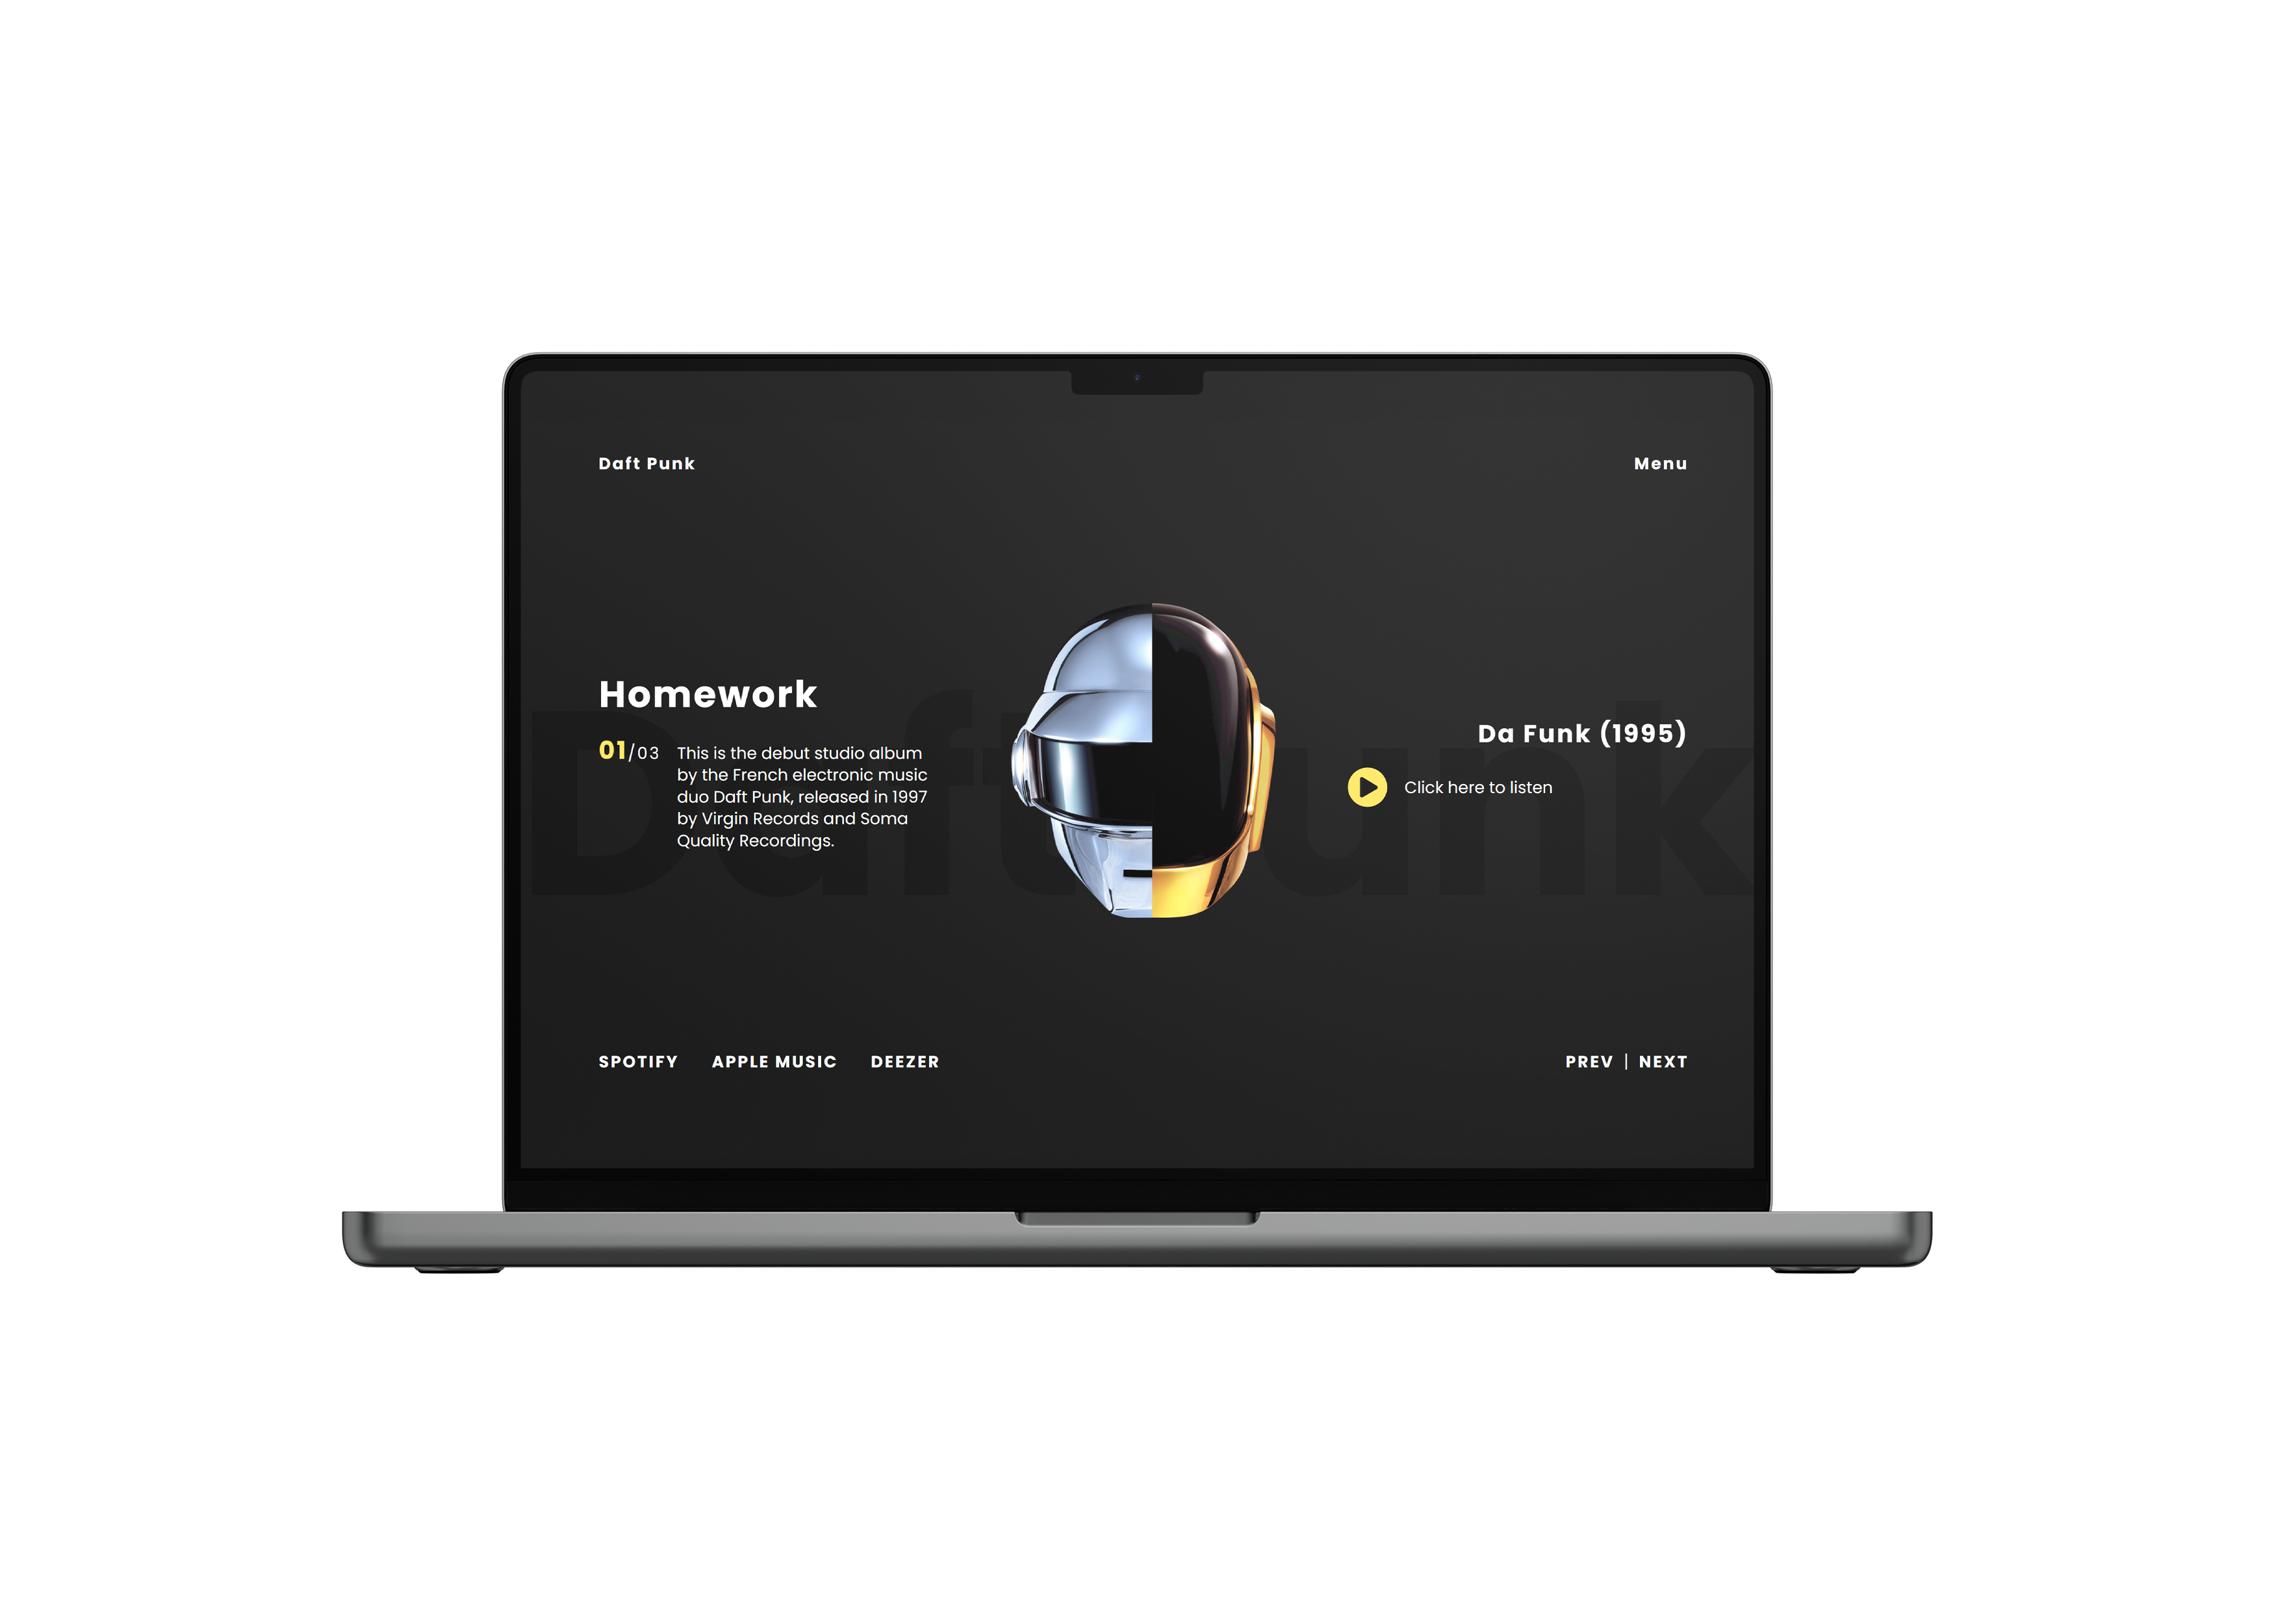 Daft Punk
Menu
Daft Punk
Homework
01/03
This is the debut studio album
by the French electronic music
duo Daft Punk, released in 1997
by Virgin Records and Soma
Quality Recordings.
Da Funk (1995)
Click here to listen
SPOTIFY APPLE MUSIC DEEZER
PREV | NEXT